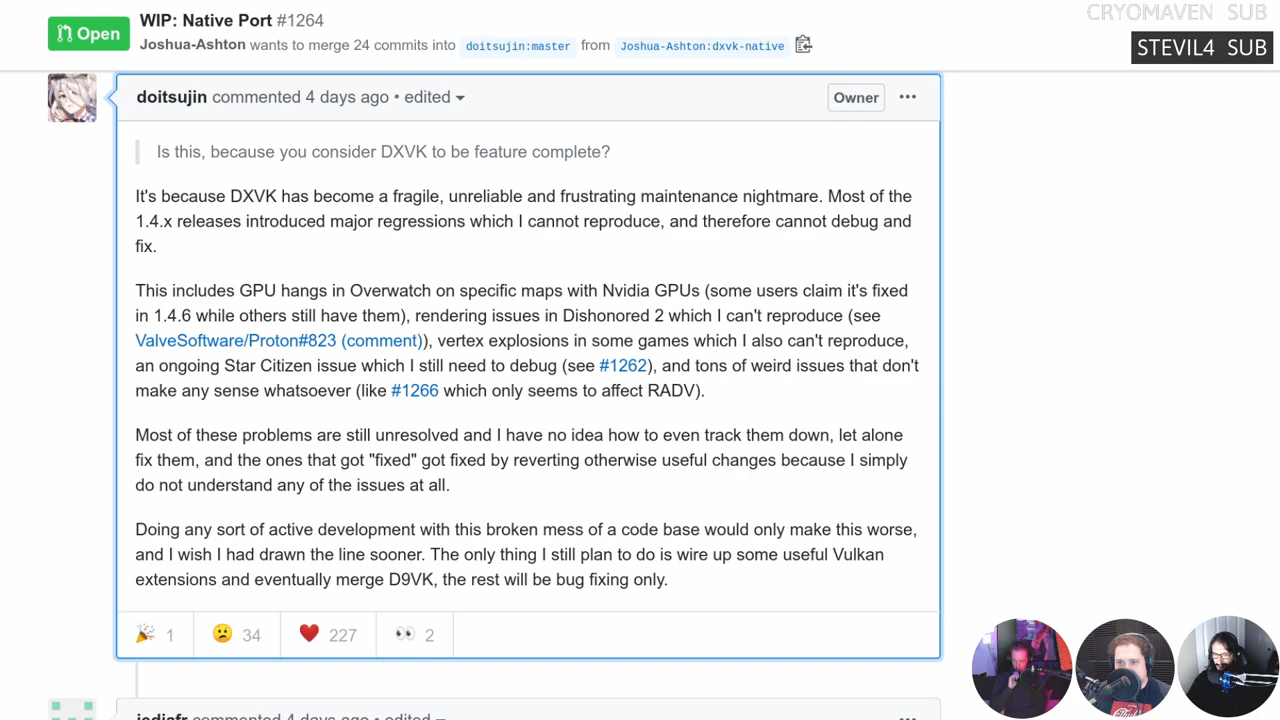 CRYOMAVEN SUB
STEVIL4 SUB
Open
WIP: Native Port #1264
Joshua-Ashton wants to merge 24 commits into doitsujin:master from Joshua-Ashton:dxvk-native
doitsujin commented 4 days ago • edited
Owner
Is this, because you consider DXVK to be feature complete?
It's because DXVK has become a fragile, unreliable and frustrating maintenance nightmare. Most of the
1.4.x releases introduced major regressions which I cannot reproduce, and therefore cannot debug and
fix.
This includes GPU hangs in Overwatch on specific maps with Nvidia GPUs (some users claim it's fixed
in 1.4.6 while others still have them), rendering issues in Dishonored 2 which I can't reproduce (see
ValveSoftware/Proton#823 (comment)), vertex explosions in some games which I also can't reproduce,
an ongoing Star Citizen issue which I still need to debug (see #1262), and tons of weird issues that don't
make any sense whatsoever (like #1266 which only seems to affect RADV).
Most of these problems are still unresolved and I have no idea how to even track them down, let alone
fix them, and the ones that got "fixed" got fixed by reverting otherwise useful changes because I simply
do not understand any of the issues at all.
Doing any sort of active development with this broken mess of a code base would only make this worse,
and I wish I had drawn the line sooner. The only thing I still plan to do is wire up some useful Vulkan
extensions and eventually merge D9VK, the rest will be bug fixing only.
1 34 227 2
jediafr commented 4 days ago • edited